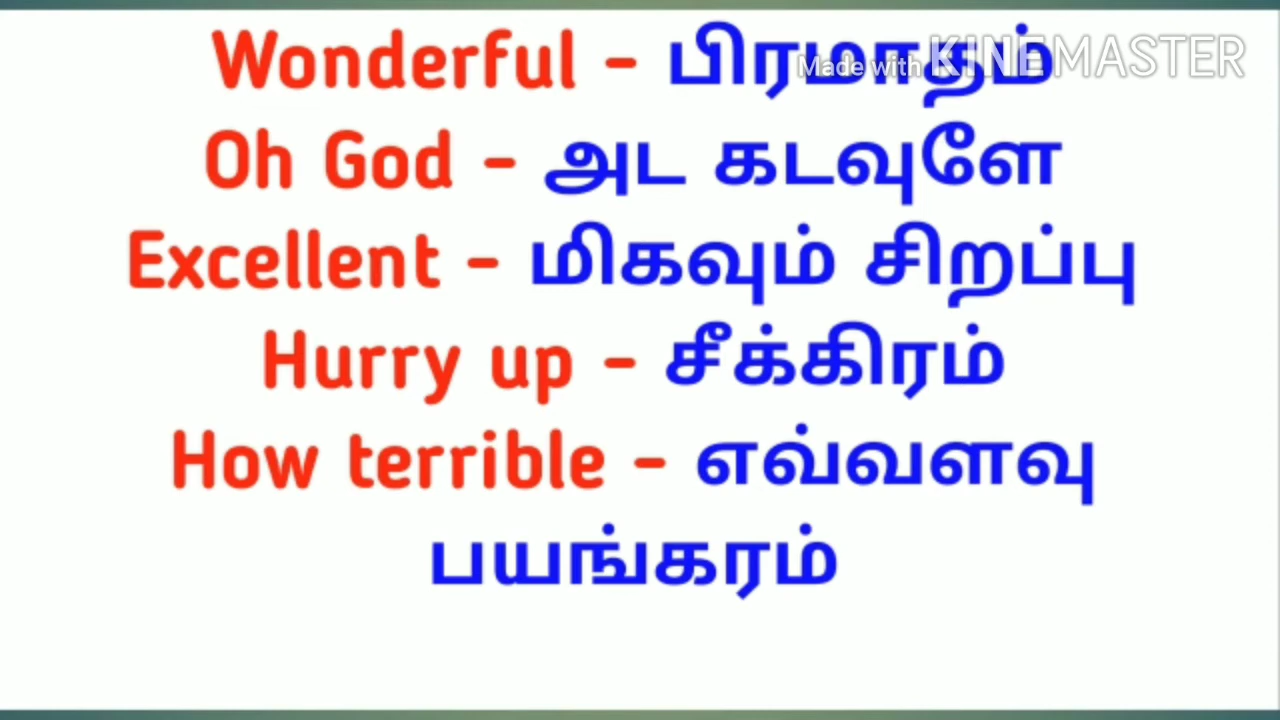 Wonderful - பிரமாதம்
Made with KINEMASTER
Oh God - அட கடவுளே
Excellent - மிகவும் சிறப்பு
Hurry up - சீக்கிரம்
How terrible - எவ்வளவு
பயங்கரம்